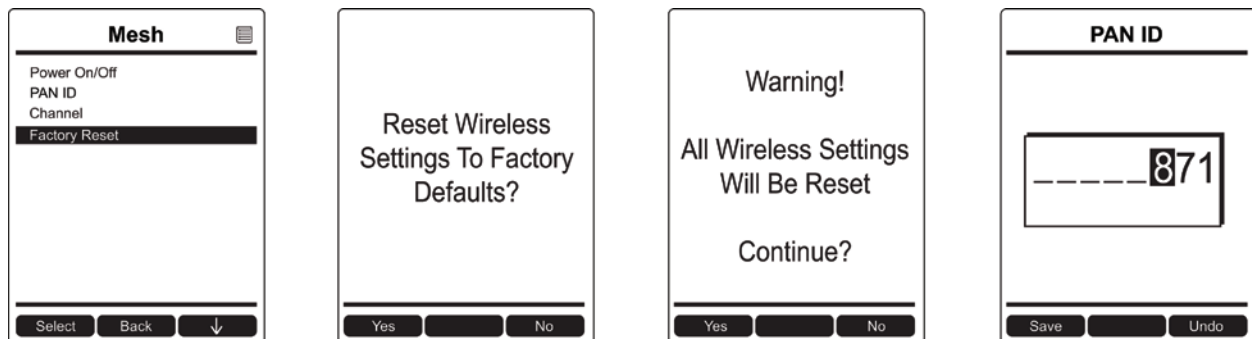 Mesh
Power On/Off
PAN ID
Channel
Factory Reset
Select Back ↓
Reset Wireless
Settings To Factory
Defaults?
Yes No
Warning!
All Wireless Settings
Will Be Reset
Continue?
Yes No
PAN ID
_____871
Save Undo